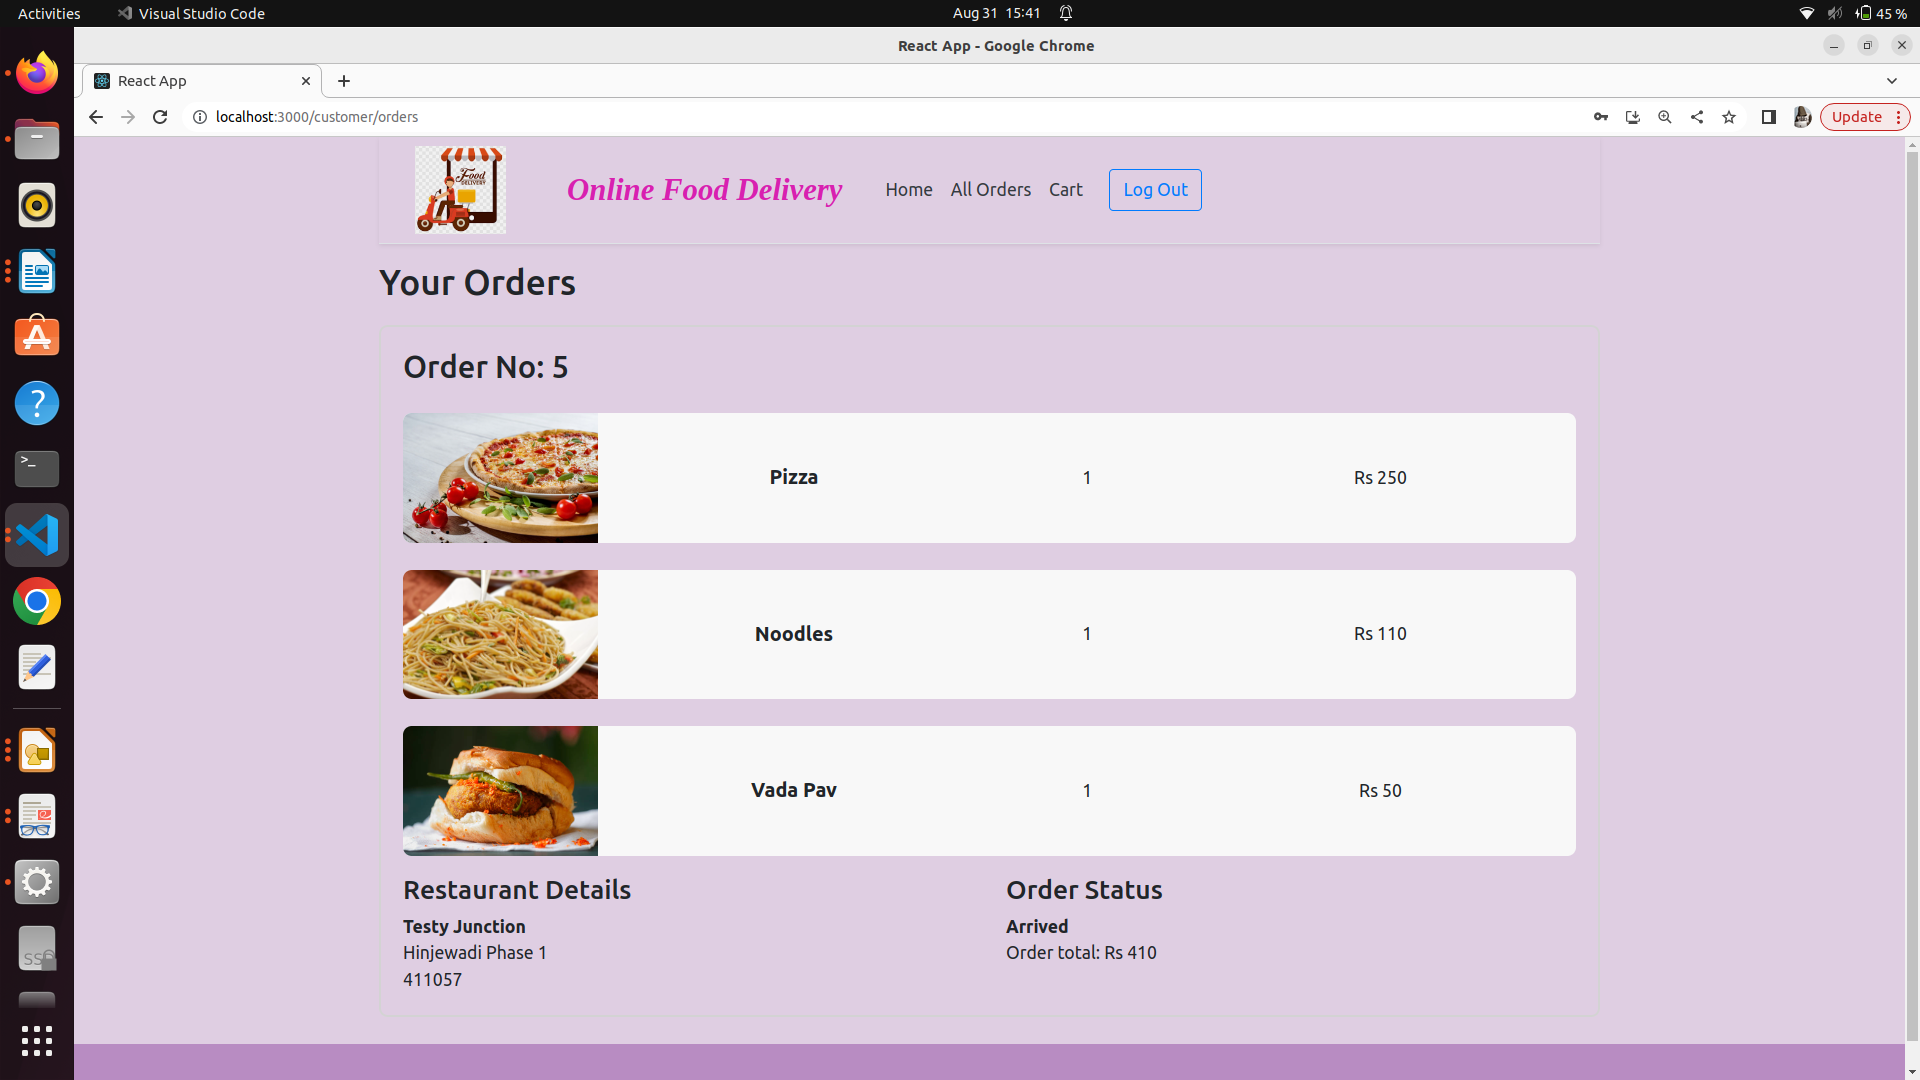 Activities Visual Studio Code Aug 31 15:41 45 %
React App - Google Chrome
React App
localhost:3000/customer/orders Update
Food
DELIVERY
Online Food Delivery Home All Orders Cart Log Out
Your Orders
Order No: 5
Pizza 1 Rs 250
Noodles 1 Rs 110
Vada Pav 1 Rs 50
Restaurant Details
Testy Junction
Hinjewadi Phase 1
411057
Order Status
Arrived
Order total: Rs 410